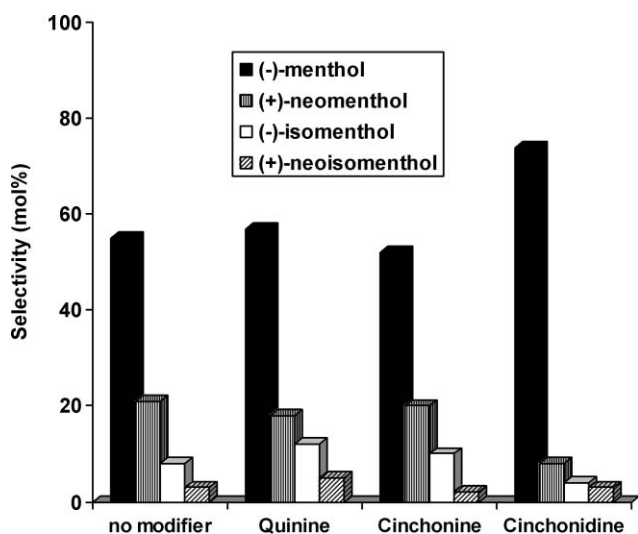 100
80
60
40
20
0
Selectivity (mol%)
(-)-menthol
(+)-neomenthol
(-)-isomenthol
(+)-neoisomenthol
no modifier
Quinine
Cinchonine
Cinchonidine